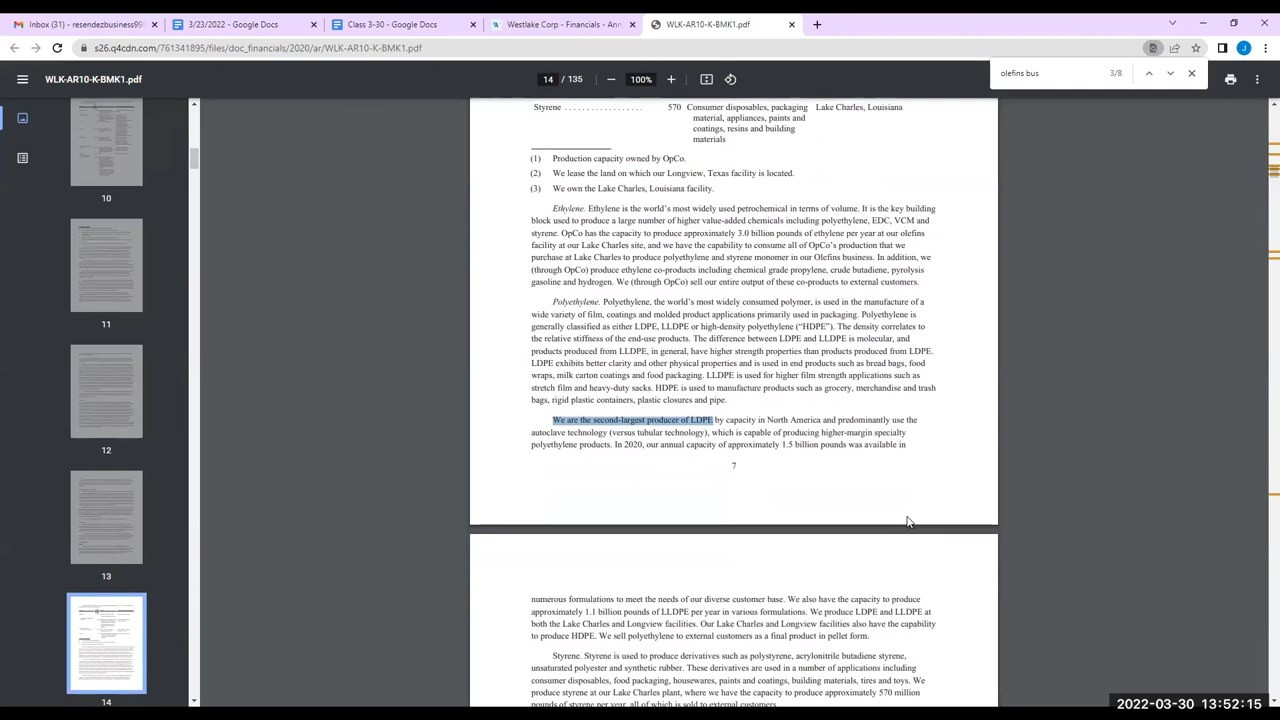 Inbox (31) - resendezbusiness99
3/23/2022 - Google Docs
Class 3-30 - Google Docs
Westlake Corp - Financials - Ann
WLK-AR10-K-BMK1.pdf
s26.q4cdn.com/761341895/files/doc_financials/2020/ar/WLK-AR10-K-BMK1.pdf
J
olefins bus 3/8
WLK-AR10-K-BMK1.pdf
14 / 135
100%
10
11
12
13
14
Styrene . . . . . . . . . . . . . . . . . . 570 Consumer disposables, packaging Lake Charles, Louisiana
material, appliances, paints and
coatings, resins and building
materials
(1) Production capacity owned by OpCo.
(2) We lease the land on which our Longview, Texas facility is located.
(3) We own the Lake Charles, Louisiana facility.
Ethylene. Ethylene is the world's most widely used petrochemical in terms of volume. It is the key building
block used to produce a large number of higher value-added chemicals including polyethylene, EDC, VCM and
styrene. OpCo has the capacity to produce approximately 3.0 billion pounds of ethylene per year at our olefins
facility at our Lake Charles site, and we have the capability to consume all of OpCo's production that we
purchase at Lake Charles to produce polyethylene and styrene monomer in our Olefins business. In addition, we
(through OpCo) produce ethylene co-products including chemical grade propylene, crude butadiene, pyrolysis
gasoline and hydrogen. We (through OpCo) sell our entire output of these co-products to external customers.
Polyethylene. Polyethylene, the world's most widely consumed polymer, is used in the manufacture of a
wide variety of film, coatings and molded product applications primarily used in packaging. Polyethylene is
generally classified as either LDPE, LLDPE or high-density polyethylene ("HDPE"). The density correlates to
the relative stiffness of the end-use products. The difference between LDPE and LLDPE is molecular, and
products produced from LLDPE, in general, have higher strength properties than products produced from LDPE.
LDPE exhibits better clarity and other physical properties and is used in end products such as bread bags, food
wraps, milk carton coatings and food packaging. LLDPE is used for higher film strength applications such as
stretch film and heavy-duty sacks. HDPE is used to manufacture products such as grocery, merchandise and trash
bags, rigid plastic containers, plastic closures and pipe.
We are the second-largest producer of LDPE by capacity in North America and predominantly use the
autoclave technology (versus tubular technology), which is capable of producing higher-margin specialty
polyethylene products. In 2020, our annual capacity of approximately 1.5 billion pounds was available in
7
numerous formulations to meet the needs of our diverse customer base. We also have the capacity to produce
approximately 1.1 billion pounds of LLDPE per year in various formulations. We produce LDPE and LLDPE at
both the Lake Charles and Longview facilities. Our Lake Charles and Longview facilities also have the capability
to produce HDPE. We sell polyethylene to external customers as a final product in pellet form.
Styrene. Styrene is used to produce derivatives such as polystyrene, acrylonitrile butadiene styrene,
unsaturated polyester and synthetic rubber. These derivatives are used in a number of applications including
consumer disposables, food packaging, housewares, paints and coatings, building materials, tires and toys. We
produce styrene at our Lake Charles plant, where we have the capacity to produce approximately 570 million
pounds of styrene per year, all of which is sold to external customers.
2022-03-30 13:52:15